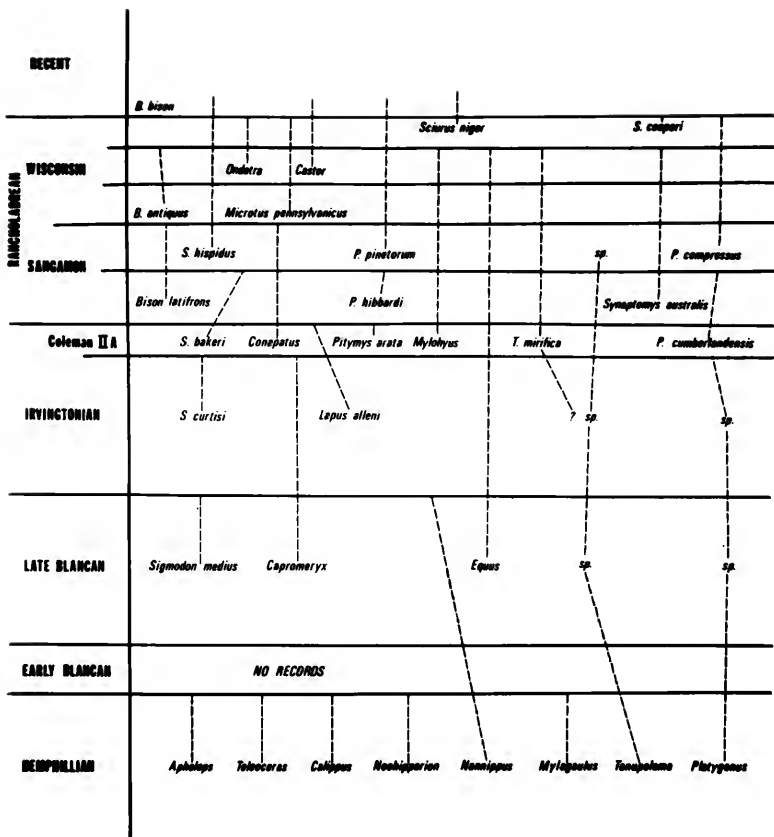 RECENT
B. bison
Sciurus niger
S. cooperi
RANCHOLABREAN
WISCONSIN
Ondatra
Castor
B. antiquus
Microtus pennsylvanicus
SANGAMON
S. hispidus
P. pinetorum
sp.
P. compressus
Bison latifrons
P. hibbardi
Synaptomys australis
Coleman II A
S. bakeri
Conepatus
Pitymys arata
Mylohyus
T. mirifica
P. cumberlandensis
IRVINGTONIAN
S curtisi
Lepus alleni
? sp.
sp.
LATE BLANCAN
Sigmodon medius
Capromeryx
Equus
sp.
sp.
EARLY BLANCAN
NO RECORDS
HEMPHILLIAN
Aphelops
Teleoceras
Calippus
Neohipparion
Nannippus
Mylagaulus
Tanupolama
Platygonus